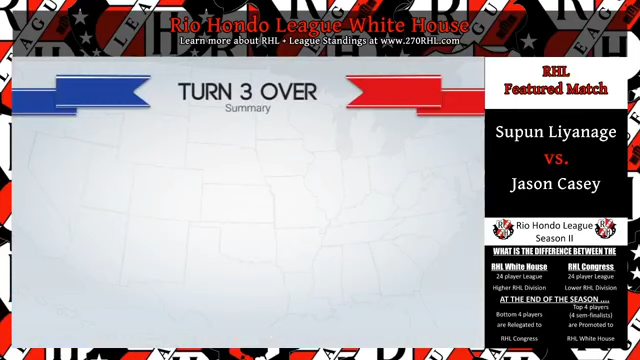 Rio Hondo League White House
Learn more about RHL + League Standings at www.270RHL.com
TURN 3 OVER
Summary
RHL
Featured Match
Supun Liyanage
vs.
Jason Casey
Rio Hondo League
Season II
WHAT IS THE DIFFERENCE BETWEEN THE
RHL White House RHL Congress
24 player League 24 player League
Higher RHL Division Lower RHL Division
AT THE END OF THE SEASON ....
Bottom 4 players
are Relegated to
RHL Congress
Top 4 players
(4 semi-finalists)
are Promoted to
RHL White House